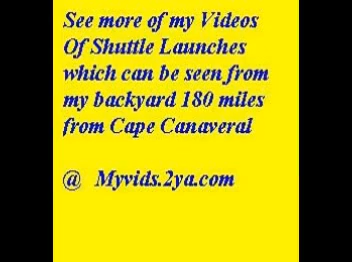 See more of my Videos
Of Shuttle Launches
which can be seen from
my backyard 180 miles
from Cape Canaveral
@ Myvids.2ya.com